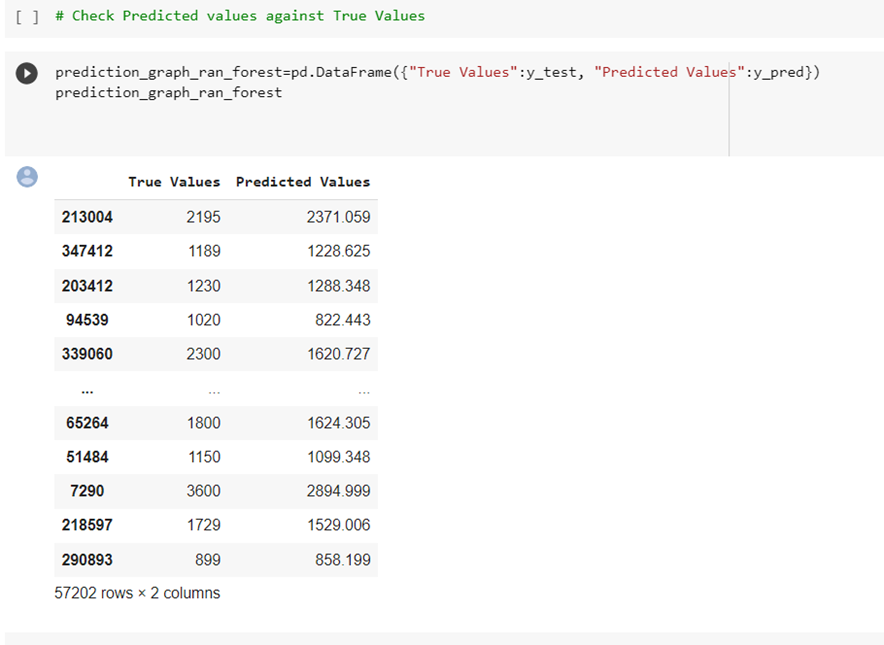 [ ] # Check Predicted values against True Values
prediction_graph_ran_forest=pd.DataFrame({"True Values":y_test, "Predicted Values":y_pred})
prediction_graph_ran_forest
True Values Predicted Values
213004 2195 2371.059
347412 1189 1228.625
203412 1230 1288.348
94539 1020 822.443
339060 2300 1620.727
... ... ...
65264 1800 1624.305
51484 1150 1099.348
7290 3600 2894.999
218597 1729 1529.006
290893 899 858.199
57202 rows × 2 columns